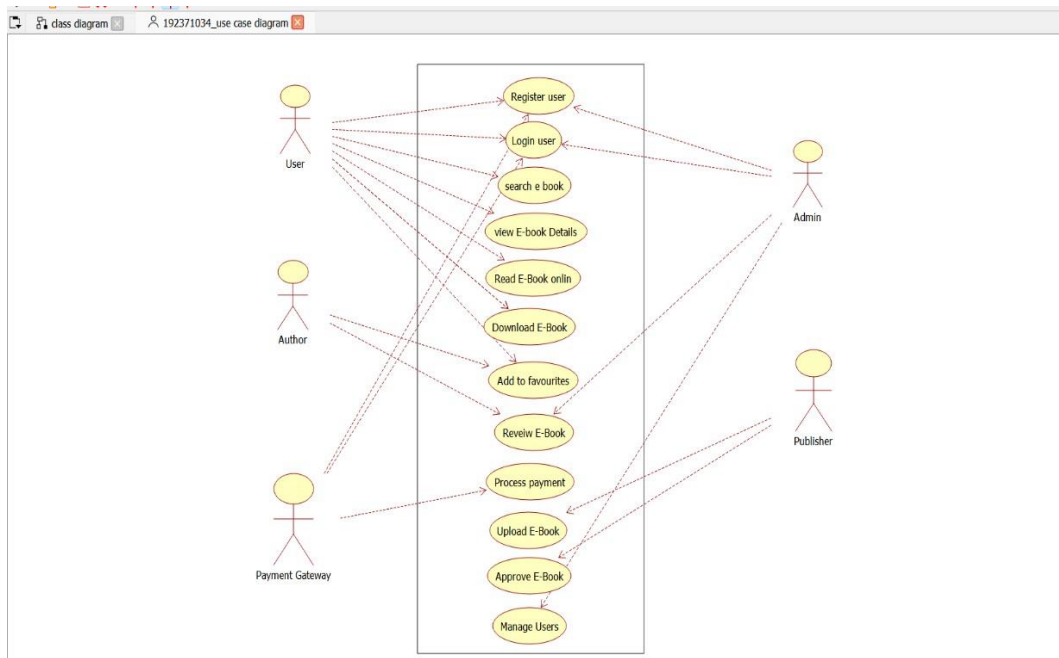 class diagram
192371034_use case diagram
Register user
Login user
User
search e book
Admin
view E-book Details
Read E-Book onlin
Download E-Book
Author
Add to favourites
Reveiw E-Book
Publisher
Process payment
Upload E-Book
Payment Gateway
Approve E-Book
Manage Users